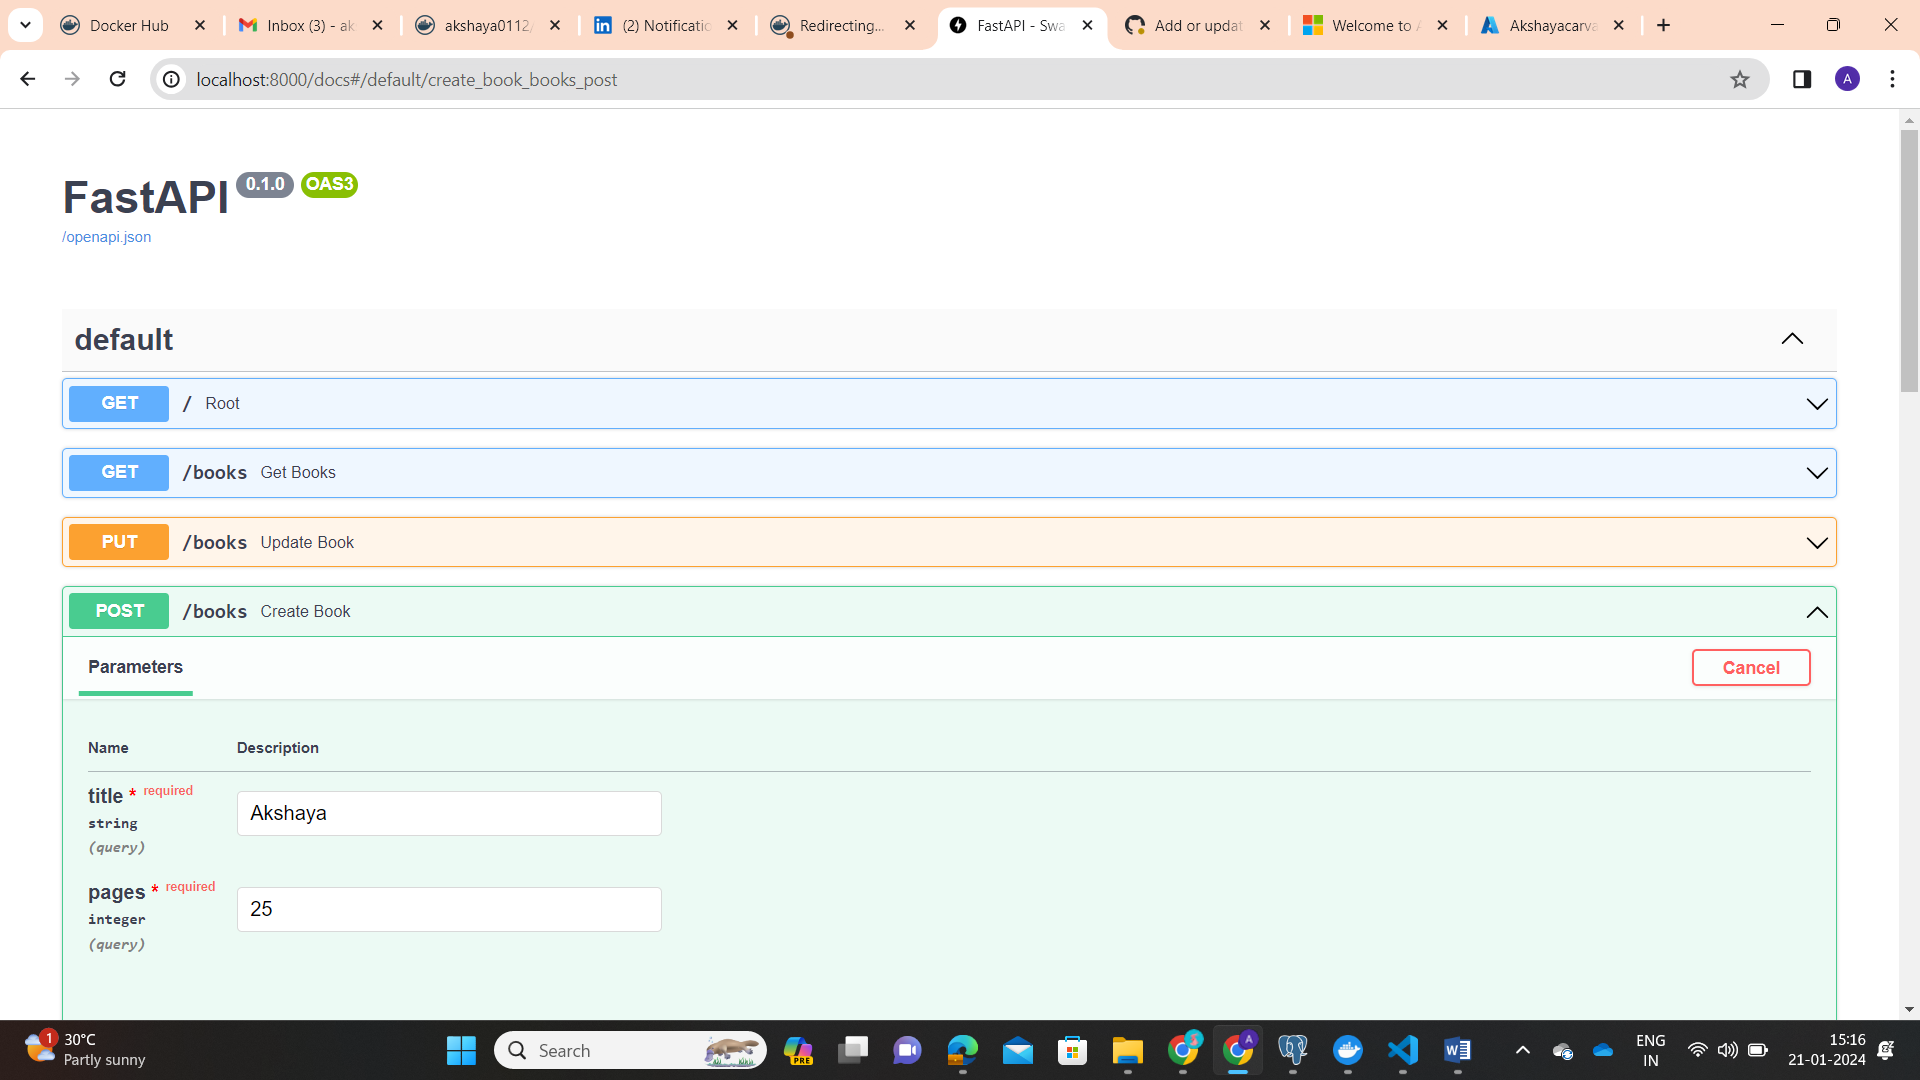 Docker Hub
Inbox (3) - ak
akshaya0112/
(2) Notificatio
Redirecting...
FastAPI - Swa
Add or updat
Welcome to A
Akshayacarva
localhost:8000/docs#/default/create_book_books_post
A
FastAPI 0.1.0 OAS3
/openapi.json
default
GET / Root
GET /books Get Books
PUT /books Update Book
POST /books Create Book
Parameters
Cancel
Name Description
title * required
string
(query)
Akshaya
pages * required
integer
(query)
25
1
30°C
Partly sunny
Search
PRE
A
ENG
IN
15:16
21-01-2024